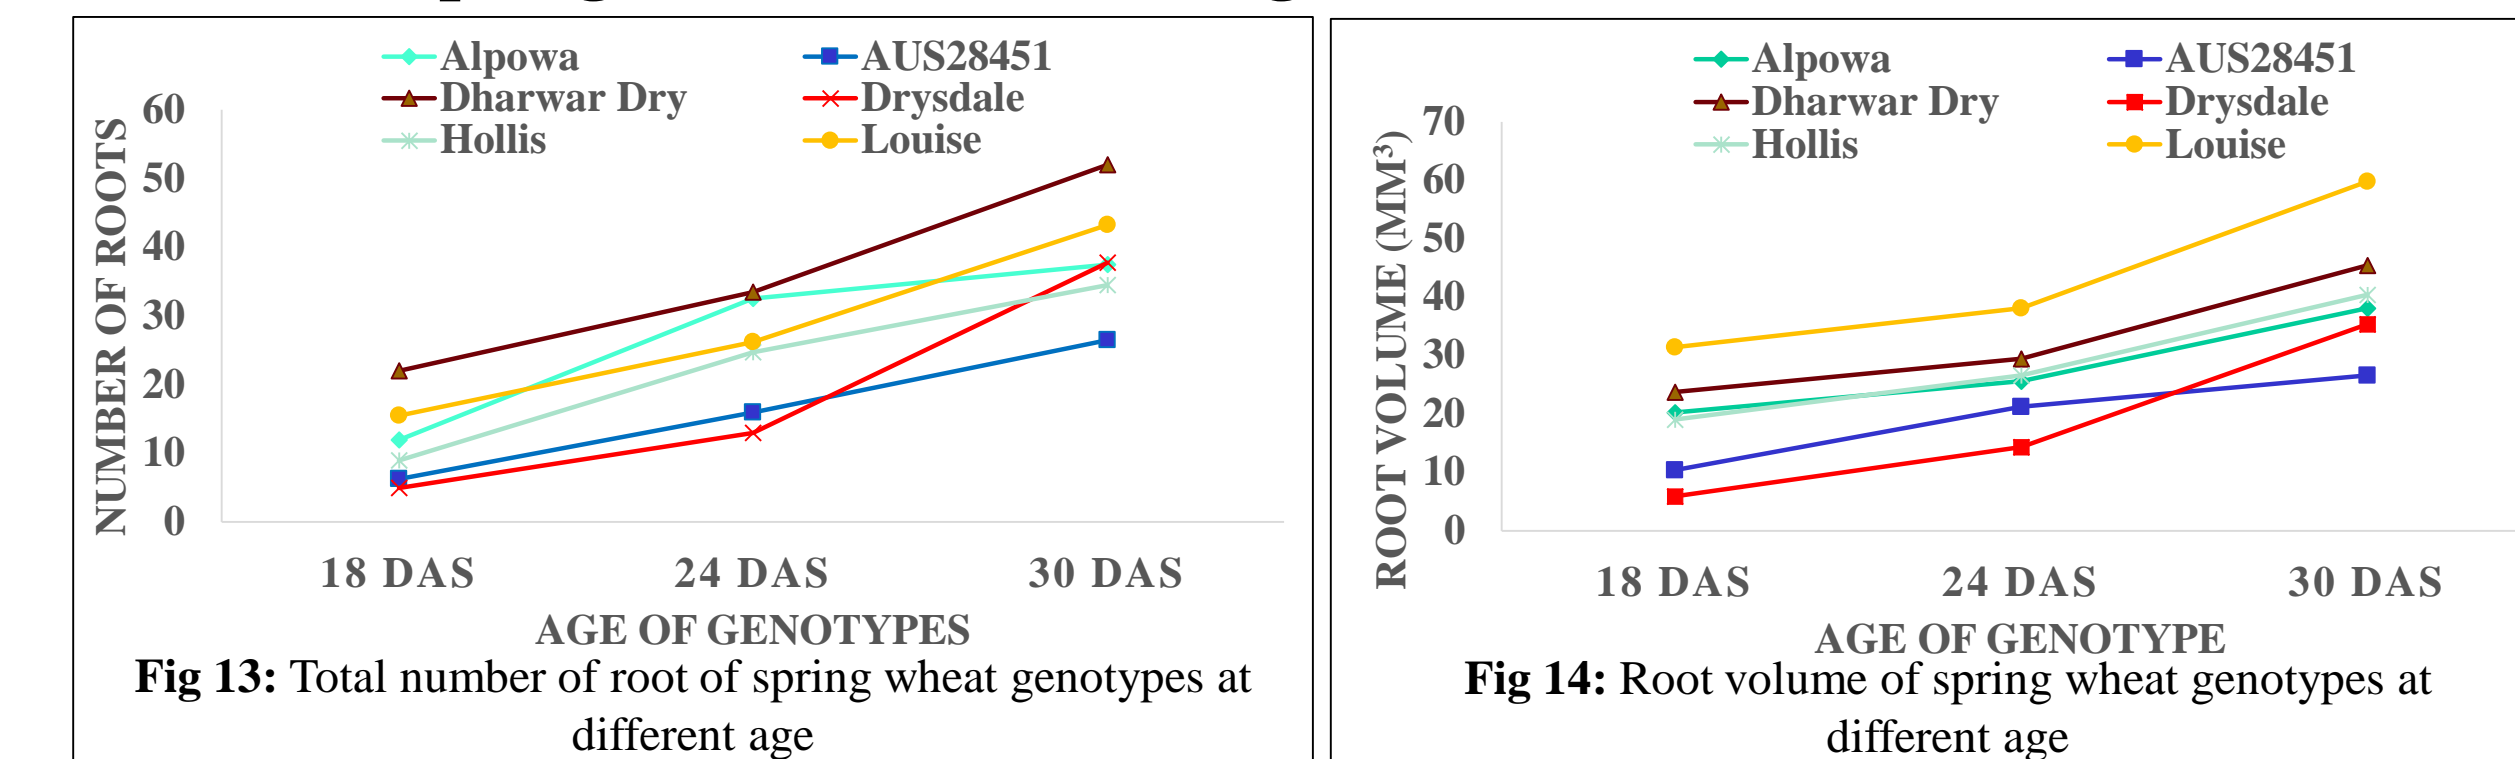 Alpowa
AUS28451
Dharwar Dry
Drysdale
Hollis
Louise
60
50
40
30
20
10
0
NUMBER OF ROOTS
18 DAS
24 DAS
30 DAS
AGE OF GENOTYPES
Fig 13: Total number of root of spring wheat genotypes at
different age
Alpowa
AUS28451
Dharwar Dry
Drysdale
Hollis
Louise
70
60
50
40
30
20
10
0
ROOT VOLUME (MM³)
18 DAS
24 DAS
30 DAS
AGE OF GENOTYPE
Fig 14: Root volume of spring wheat genotypes at
different age